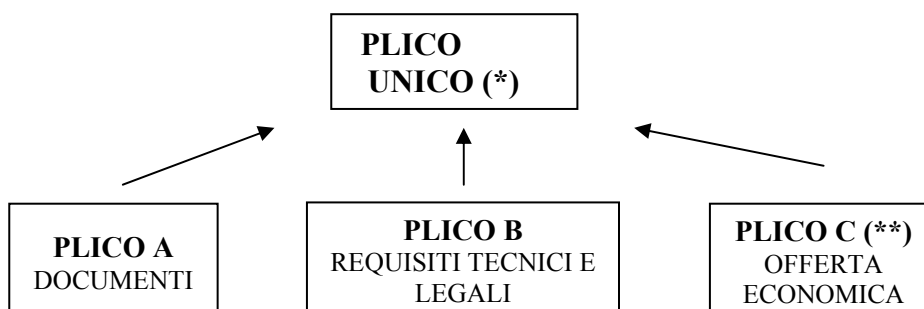 PLICO
UNICO (*)
PLICO A
DOCUMENTI
PLICO B
REQUISITI TECNICI E
LEGALI
PLICO C (**)
OFFERTA
ECONOMICA